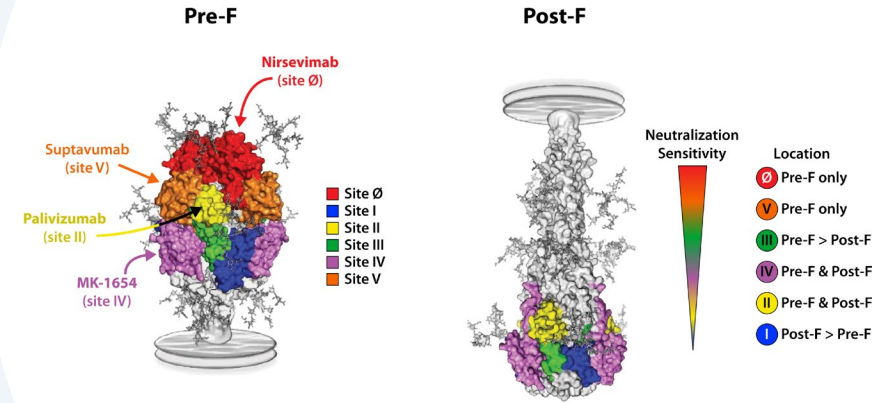 Pre-F
Post-F
Nirsevimab
(site Ø)
Suptavumab
(site V)
Palivizumab
(site II)
MK-1654
(site IV)
Site Ø
Site I
Site II
Site III
Site IV
Site V
Neutralization
Sensitivity
Location
Ø Pre-F only
V Pre-F only
III Pre-F > Post-F
IV Pre-F & Post-F
II Pre-F & Post-F
I Post-F > Pre-F